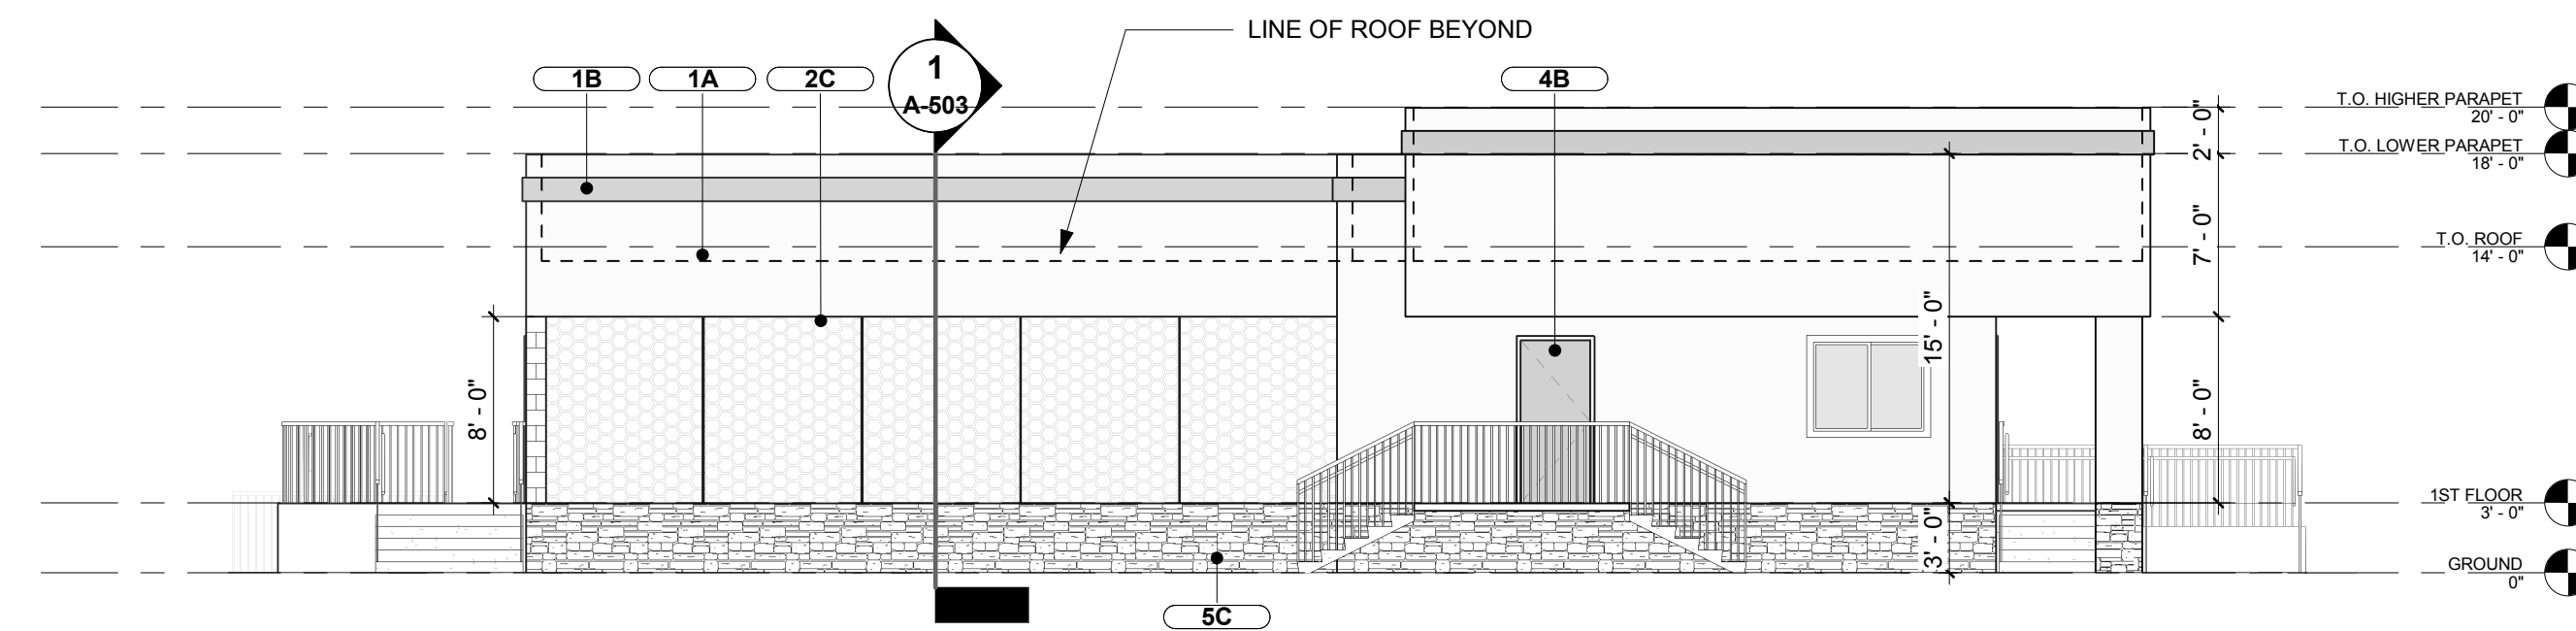 LINE OF ROOF BEYOND
1B
1A
2C
1
A-503
4B
T.O. HIGHER PARAPET
20' - 0"
T.O. LOWER PARAPET
18' - 0"
2' - 0"
7' - 0"
T.O. ROOF
14' - 0"
15' - 0"
8' - 0"
8' - 0"
1ST FLOOR
3' - 0"
3' - 0"
GROUND
0"
5C